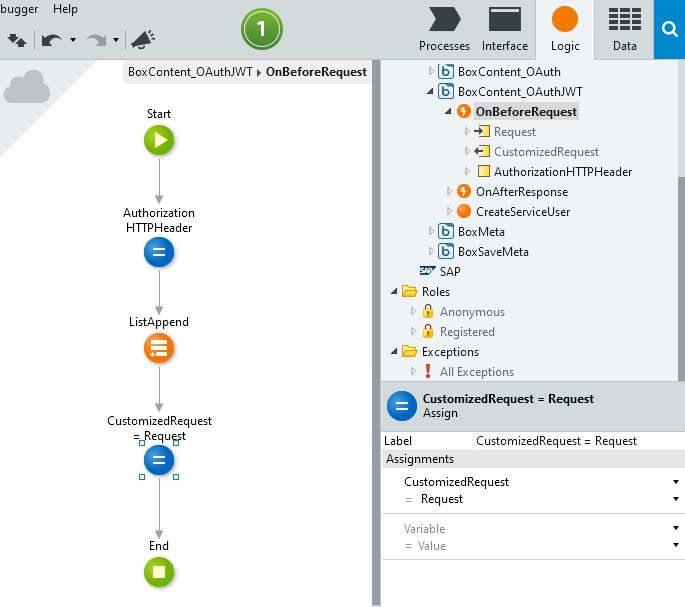 bugger Help
1
Processes
Interface
Logic
Data
BoxContent_OAuthJWT ▸ OnBeforeRequest
Start
Authorization
HTTPHeader
ListAppend
CustomizedRequest
= Request
End
BoxContent_OAuth
BoxContent_OAuthJWT
OnBeforeRequest
Request
CustomizedRequest
AuthorizationHTTPHeader
OnAfterResponse
CreateServiceUser
BoxMeta
BoxSaveMeta
SAP SAP
Roles
Anonymous
Registered
Exceptions
All Exceptions
CustomizedRequest = Request
Assign
Label CustomizedRequest = Request
Assignments
CustomizedRequest
= Request
Variable
= Value